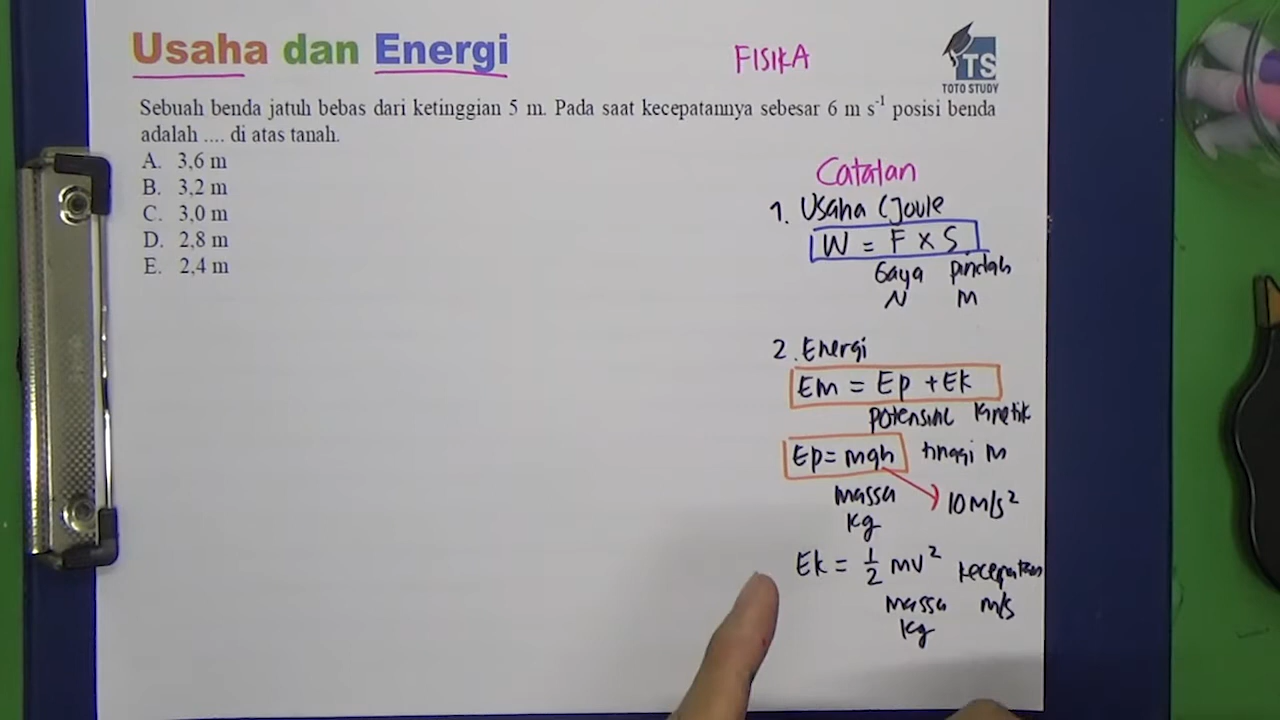 Usaha dan Energi
FISIKA
TS
TOTO STUDY
Sebuah benda jatuh bebas dari ketinggian 5 m. Pada saat kecepatannya sebesar 6 m s⁻¹ posisi benda
adalah .... di atas tanah.
A. 3,6 m
B. 3,2 m
C. 3,0 m
D. 2,8 m
E. 2,4 m
Catatan
1. Usaha (Joule
W = F x S
Gaya pindah
N M
2. Energi
Em = Ep + Ek
potensial kinetik
Ep = mgh tinggi M
massa 10 M/s²
kg
Ek = 1/2 mv² kecepatan
massa m/s
kg